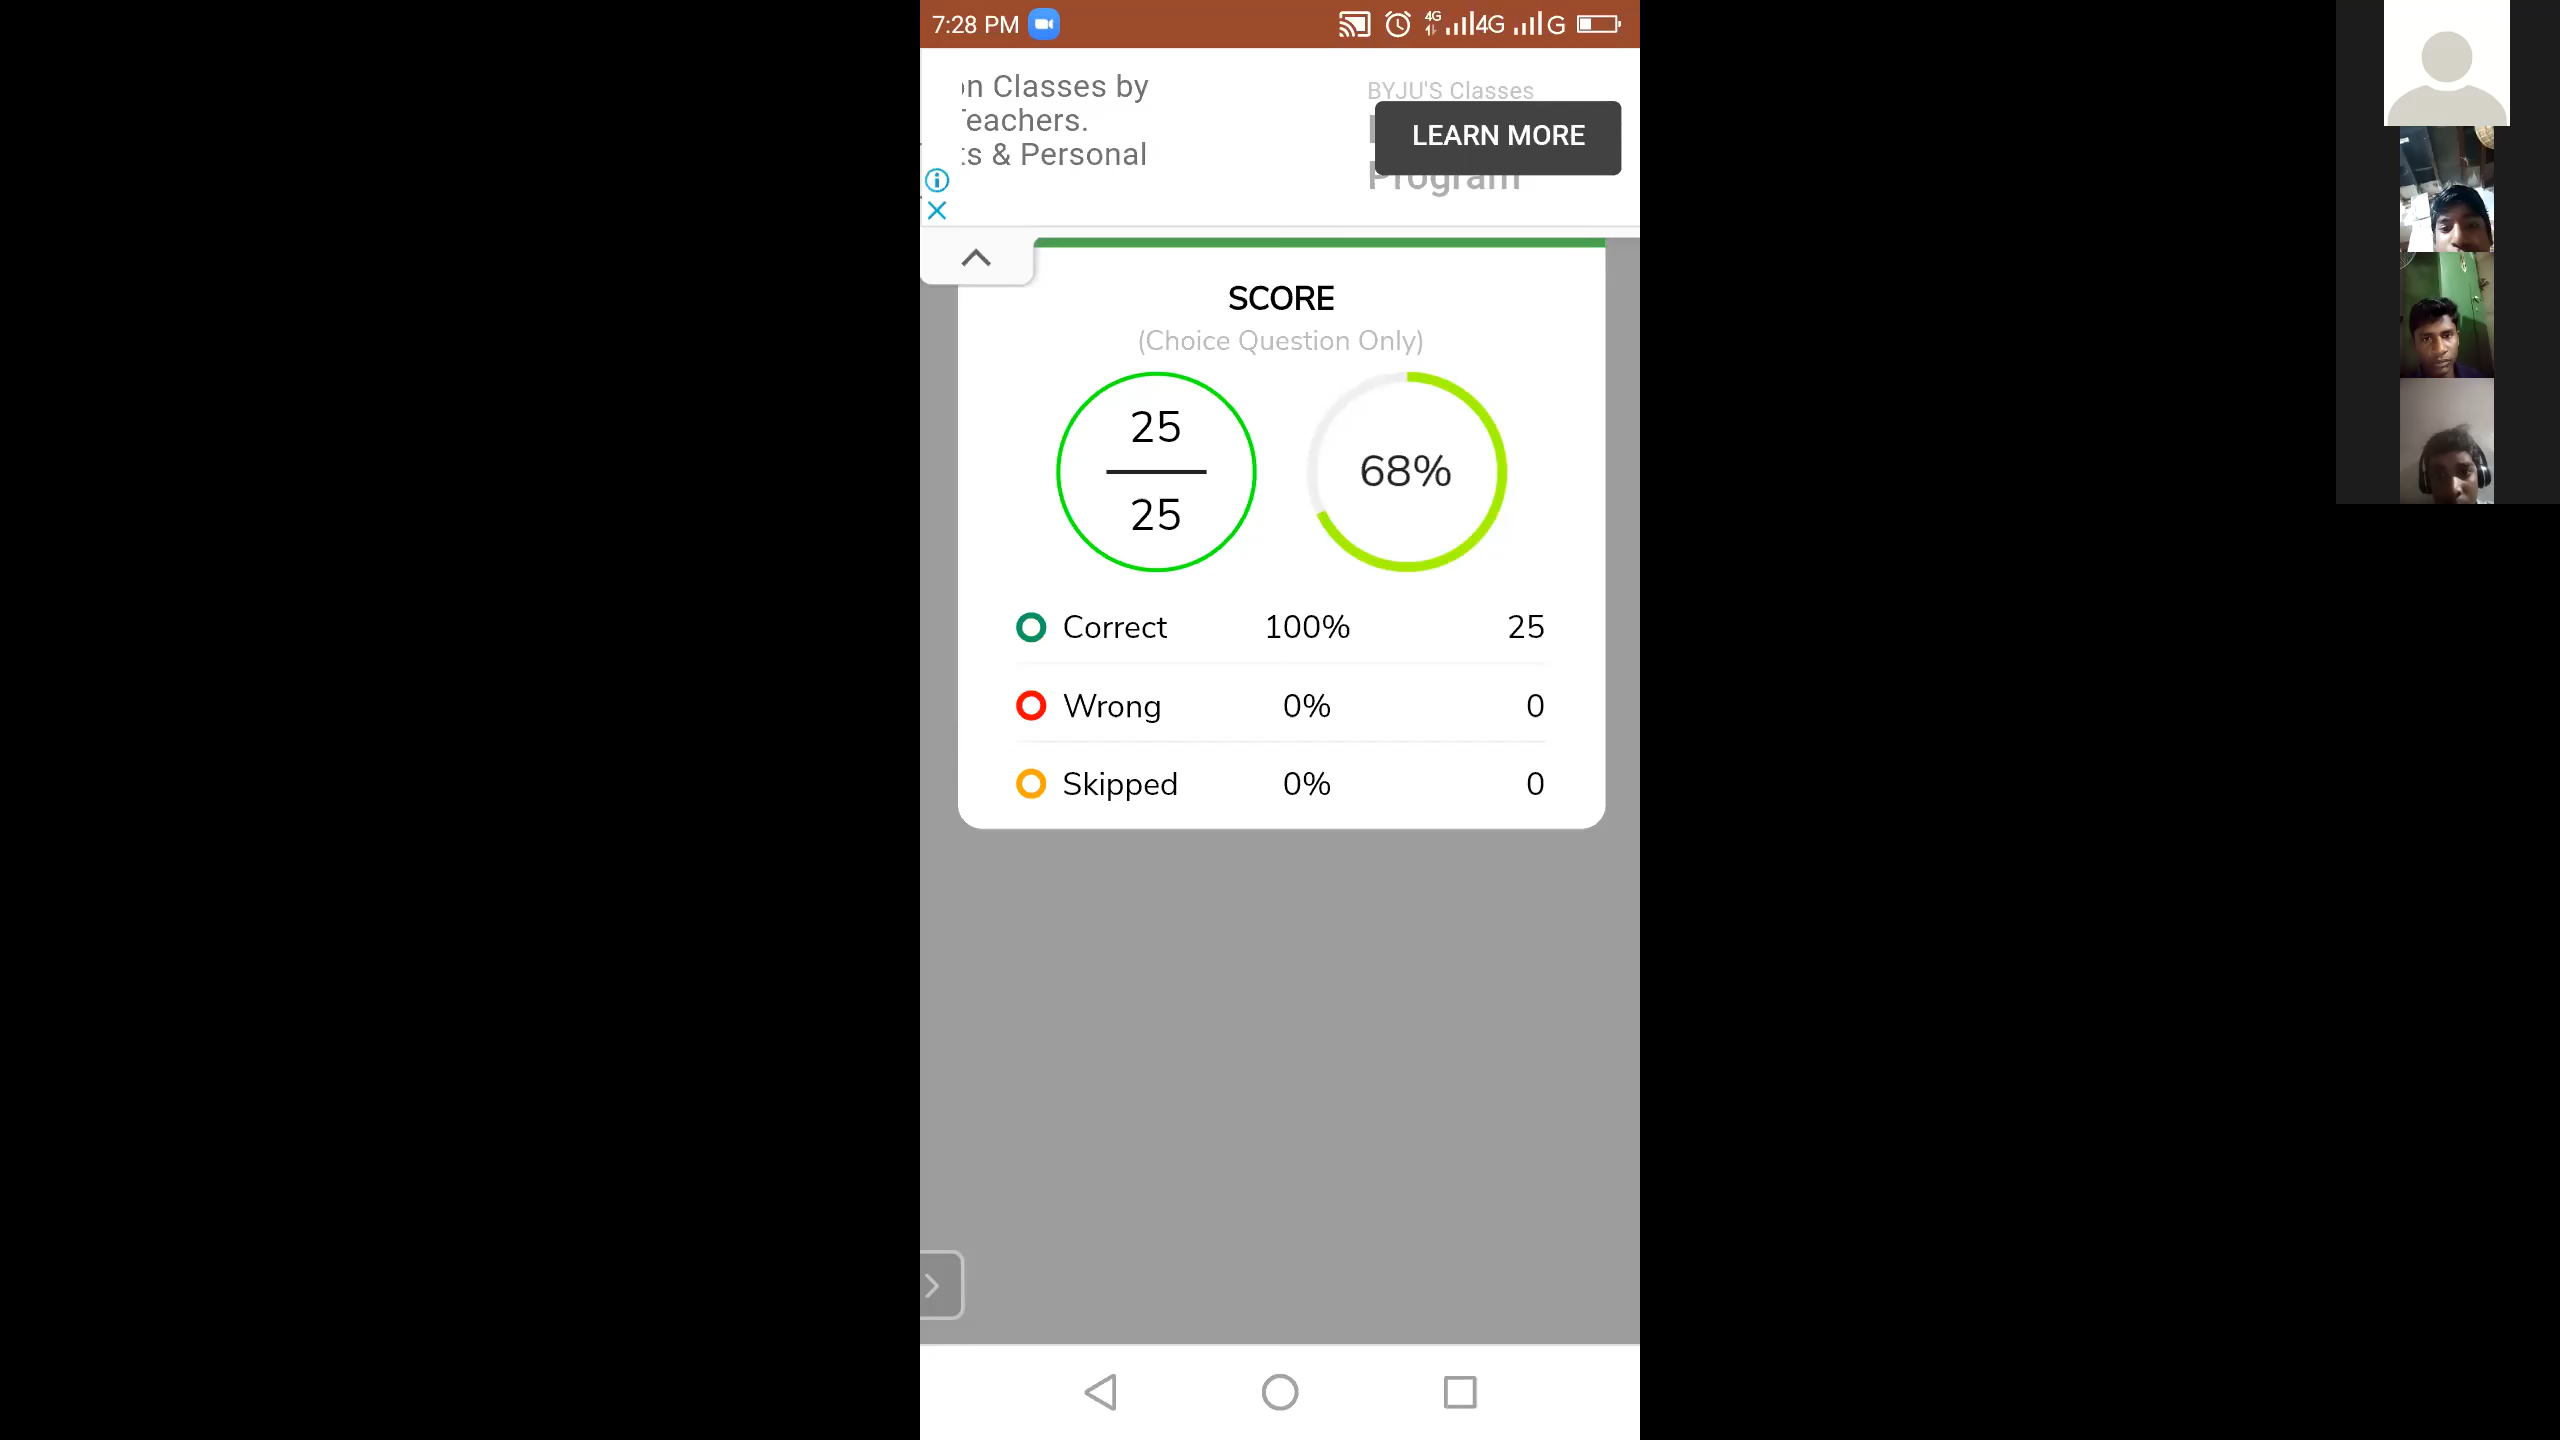 7:28 PM
4G 4G G
n Classes by
eachers.
s & Personal
BYJU'S Classes
LEARN MORE
Program
SCORE
(Choice Question Only)
25
25
68%
Correct 100% 25
Wrong 0% 0
Skipped 0% 0